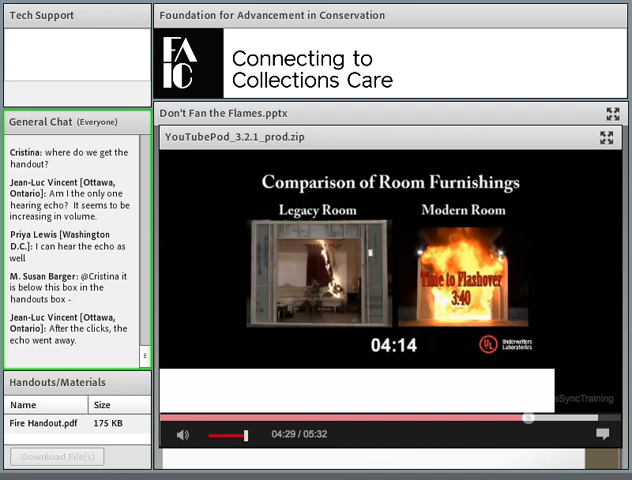 Tech Support
Foundation for Advancement in Conservation
FA
IC
Connecting to
Collections Care
General Chat (Everyone)
Cristina: where do we get the
handout?
Jean-Luc Vincent [Ottawa,
Ontario]: Am I the only one
hearing echo? It seems to be
increasing in volume.
Priya Lewis [Washington
D.C.]: I can hear the echo as
well
M. Susan Barger: @Cristina it
is below this box in the
handouts box -
Jean-Luc Vincent [Ottawa,
Ontario]: After the clicks, the
echo went away.
Handouts/Materials
Name Size
Fire Handout.pdf 175 KB
Download File(s)
Don't Fan the Flames.pptx
YouTubePod_3.2.1_prod.zip
Comparison of Room Furnishings
Legacy Room Modern Room
Time to Flashover
3:40
04:14
UL Underwriters
Laboratories
sSyncTraining
04:29 / 05:32